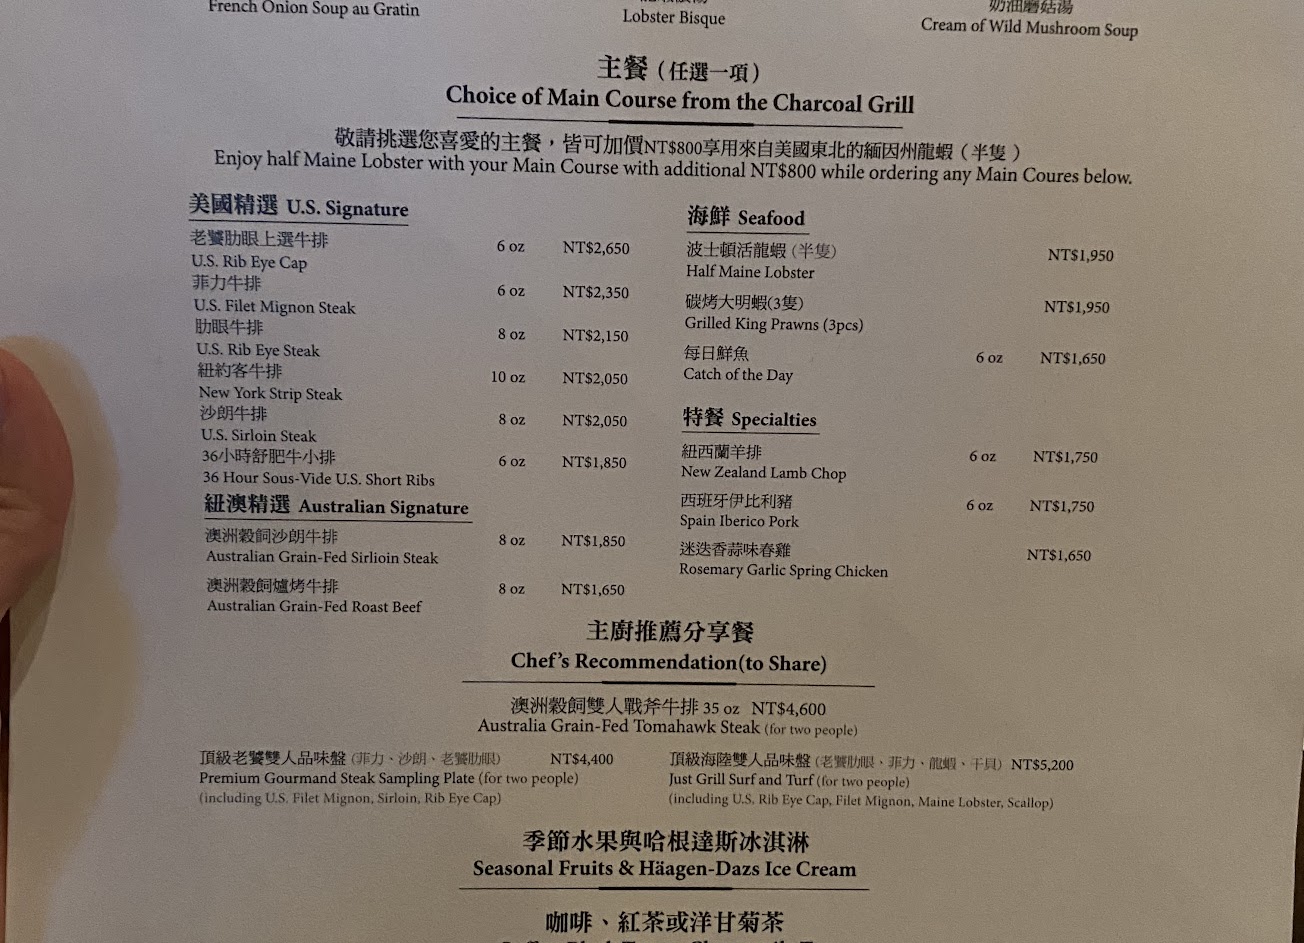 French Onion Soup au Gratin
Lobster Bisque
奶油磨菇湯
Cream of Wild Mushroom Soup
主餐（任選一項）
Choice of Main Course from the Charcoal Grill
敬請挑選您喜愛的主餐，皆可加價NT$800享用來自美國東北的緬因州龍蝦（半隻）
Enjoy half Maine Lobster with your Main Course with additional NT$800 while ordering any Main Coures below.
美國精選 U.S. Signature
老饕肋眼上選牛排 6 oz NT$2,650
U.S. Rib Eye Cap
菲力牛排 6 oz NT$2,350
U.S. Filet Mignon Steak
肋眼牛排 8 oz NT$2,150
U.S. Rib Eye Steak
紐約客牛排 10 oz NT$2,050
New York Strip Steak
沙朗牛排 8 oz NT$2,050
U.S. Sirloin Steak
36小時舒肥牛小排 6 oz NT$1,850
36 Hour Sous-Vide U.S. Short Ribs
紐澳精選 Australian Signature
澳洲穀飼沙朗牛排 8 oz NT$1,850
Australian Grain-Fed Sirlioin Steak
澳洲穀飼爐烤牛排 8 oz NT$1,650
Australian Grain-Fed Roast Beef
海鮮 Seafood
波士頓活龍蝦 (半隻) NT$1,950
Half Maine Lobster
碳烤大明蝦(3隻) NT$1,950
Grilled King Prawns (3pcs)
每日鮮魚 6 oz NT$1,650
Catch of the Day
特餐 Specialties
紐西蘭羊排 6 oz NT$1,750
New Zealand Lamb Chop
西班牙伊比利豬 6 oz NT$1,750
Spain Iberico Pork
迷迭香蒜味春雞 NT$1,650
Rosemary Garlic Spring Chicken
主廚推薦分享餐
Chef's Recommendation(to Share)
澳洲穀飼雙人戰斧牛排 35 oz NT$4,600
Australia Grain-Fed Tomahawk Steak (for two people)
頂級老饕雙人品味盤 (菲力、沙朗、老饕肋眼) NT$4,400
Premium Gourmand Steak Sampling Plate (for two people)
(including U.S. Filet Mignon, Sirloin, Rib Eye Cap)
頂級海陸雙人品味盤 (老饕肋眼、菲力、龍蝦、干貝) NT$5,200
Just Grill Surf and Turf (for two people)
(including U.S. Rib Eye Cap, Filet Mignon, Maine Lobster, Scallop)
季節水果與哈根達斯冰淇淋
Seasonal Fruits & Häagen-Dazs Ice Cream
咖啡、紅茶或洋甘菊茶